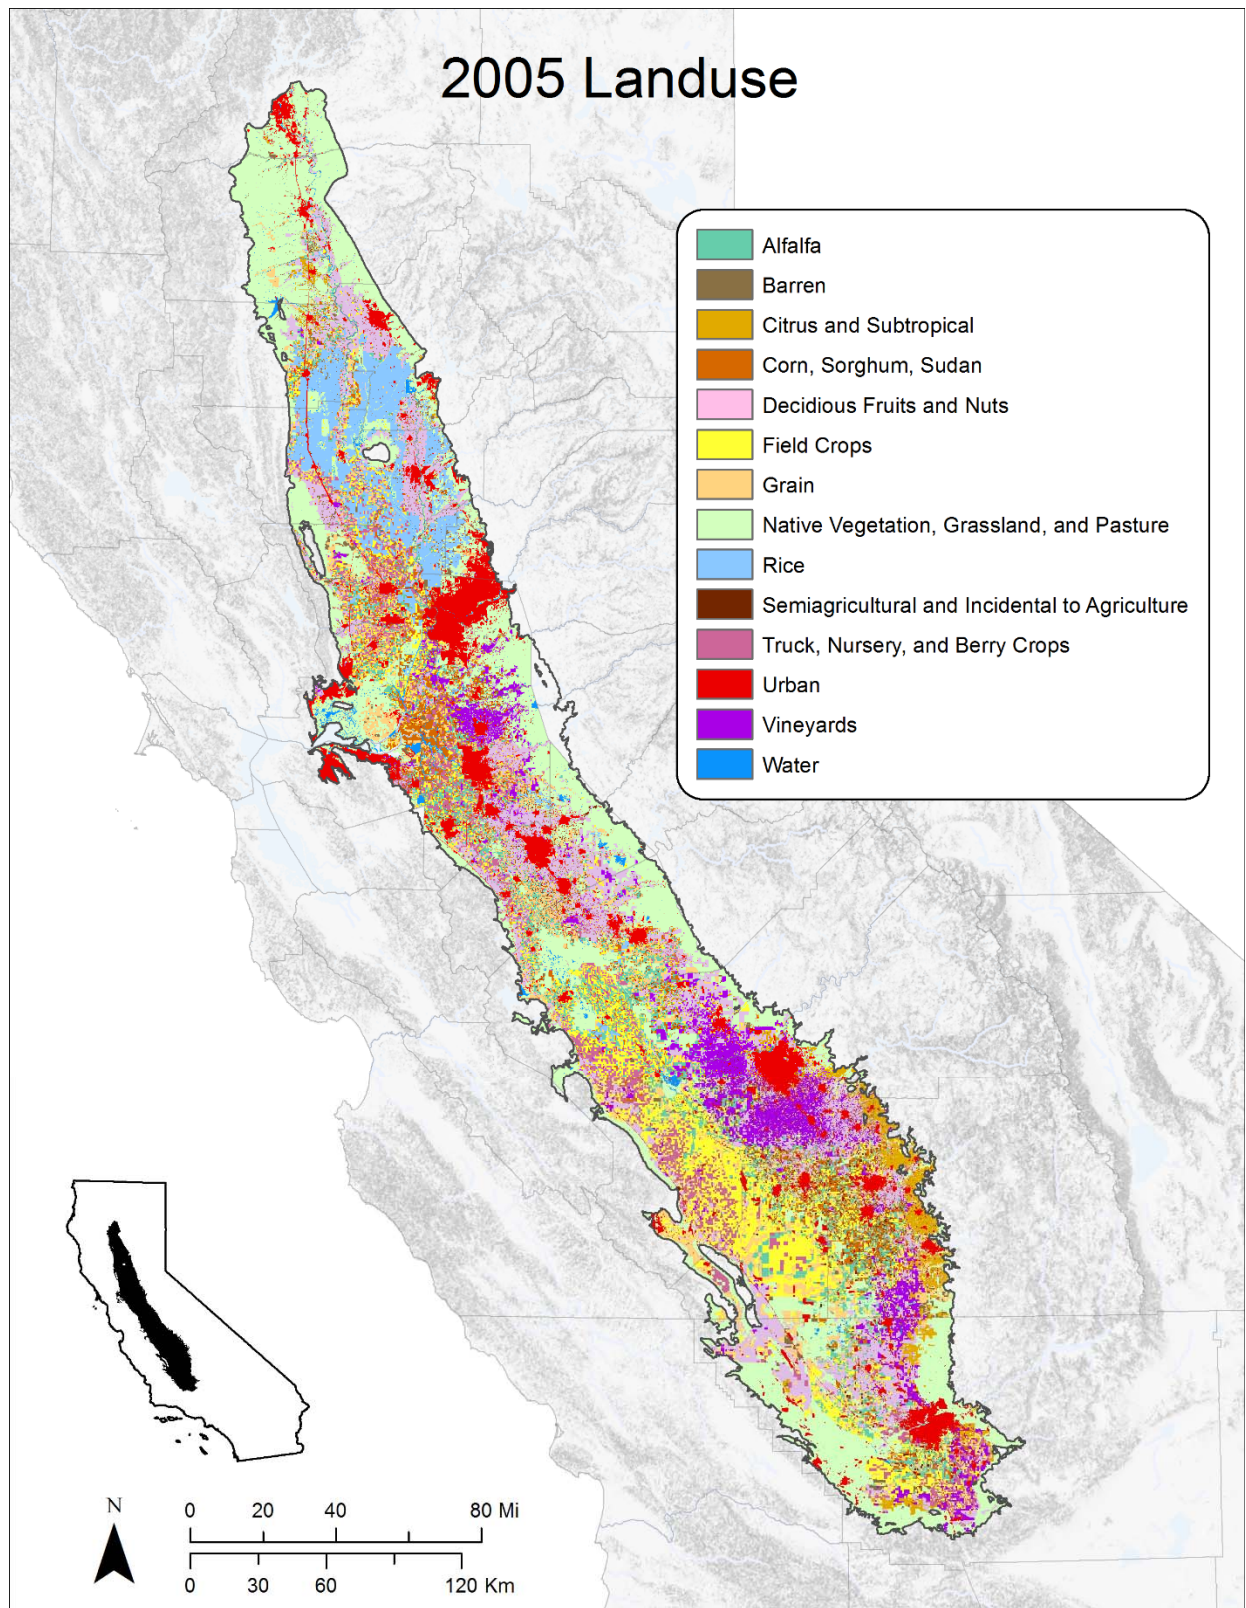 2005 Landuse
Alfalfa
Barren
Citrus and Subtropical
Corn, Sorghum, Sudan
Decidious Fruits and Nuts
Field Crops
Grain
Native Vegetation, Grassland, and Pasture
Rice
Semiagricultural and Incidental to Agriculture
Truck, Nursery, and Berry Crops
Urban
Vineyards
Water
N
0 20 40 80 Mi
0 30 60 120 Km